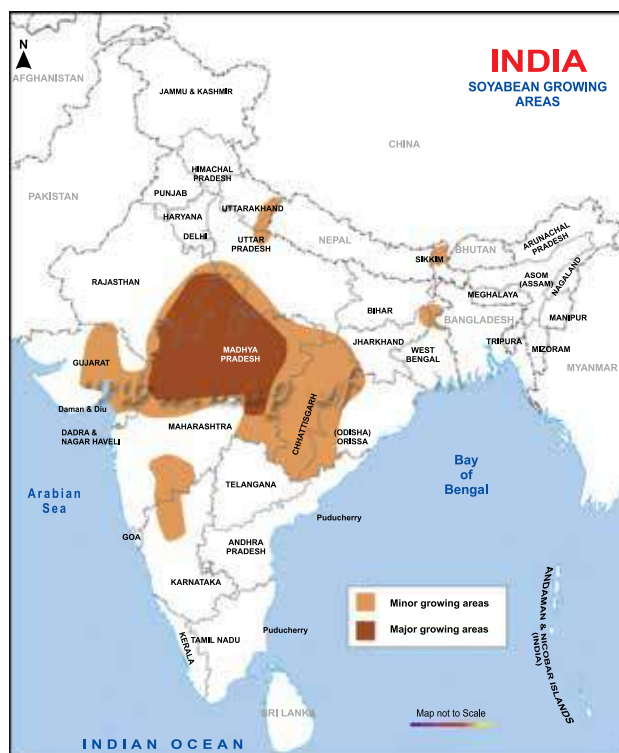 N
INDIA
SOYABEAN GROWING
AREAS
AFGHANISTAN
JAMMU & KASHMIR
CHINA
HIMACHAL
PRADESH
PAKISTAN
PUNJAB
UTTARAKHAND
HARYANA
DELHI
UTTAR
PRADESH
NEPAL
BHUTAN
ARUNACHAL
PRADESH
SIKKIM
RAJASTHAN
ASOM
(ASSAM)
NAGALAND
MEGHALAYA
BIHAR
BANGLADESH
MANIPUR
JHARKHAND
WEST
BENGAL
TRIPURA
MIZORAM
MADHYA
PRADESH
GUJARAT
MYANMAR
Daman & Diu
MAHARASHTRA
CHHATTISGARH
(ODISHA)
ORISSA
DADRA &
NAGAR HAVELI
Bay
of
Bengal
TELANGANA
Arabian
Sea
Puducherry
GOA
ANDHRA
PRADESH
KARNATAKA
Minor growing areas
Major growing areas
ANDAMAN & NICOBAR ISLANDS
(INDIA)
KERALA
TAMIL NADU
Puducherry
SRI LANKA
Map not to Scale
INDIAN OCEAN